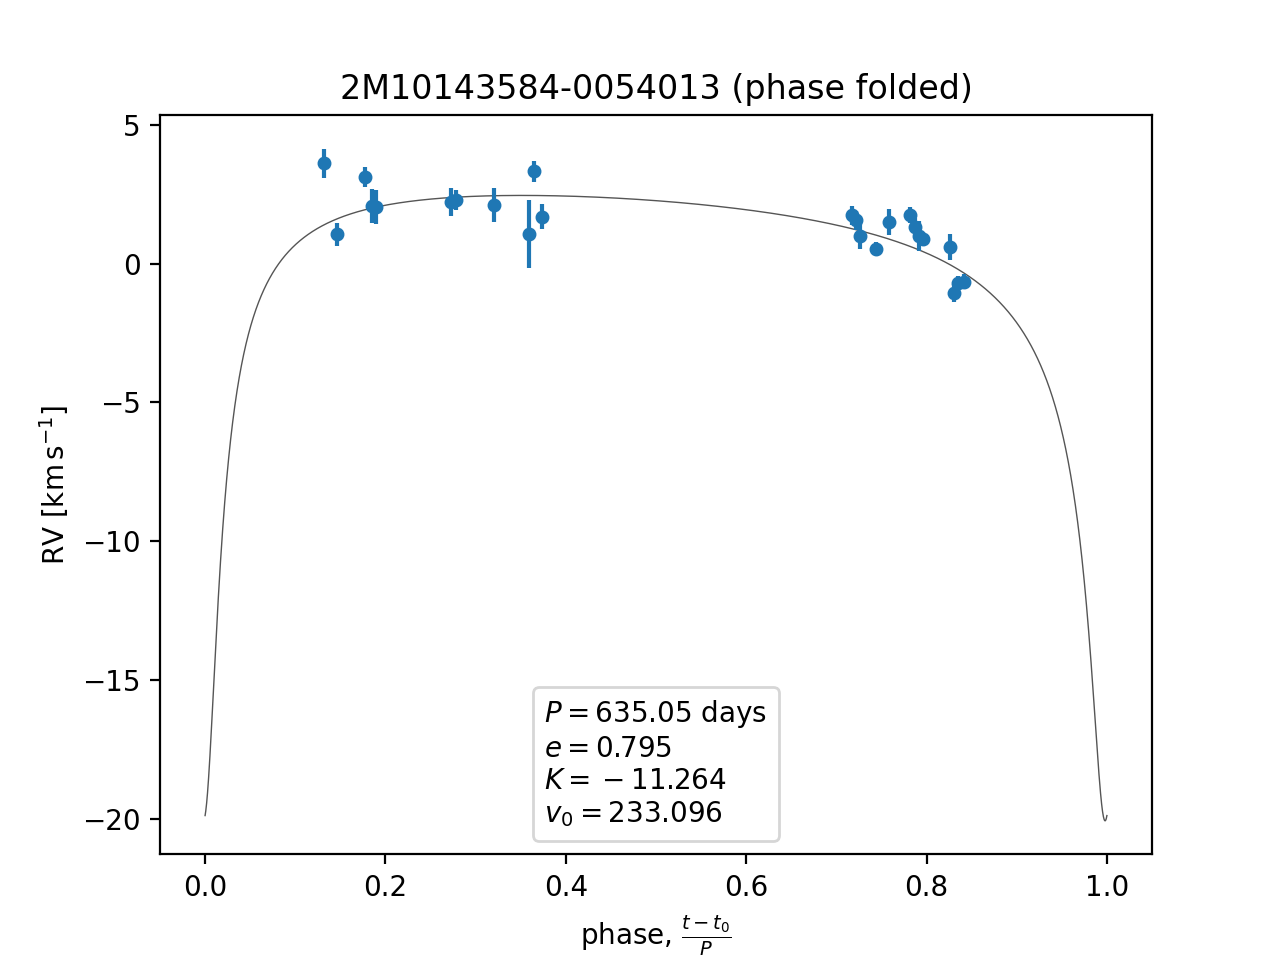 2M10143584-0054013 (phase folded)
5
0
−5
−10
−15
−20
RV [km s⁻¹]
P = 635.05 days
e = 0.795
K = − 11.264
v₀ = 233.096
0.0 0.2 0.4 0.6 0.8 1.0
phase, (t − t₀)/P